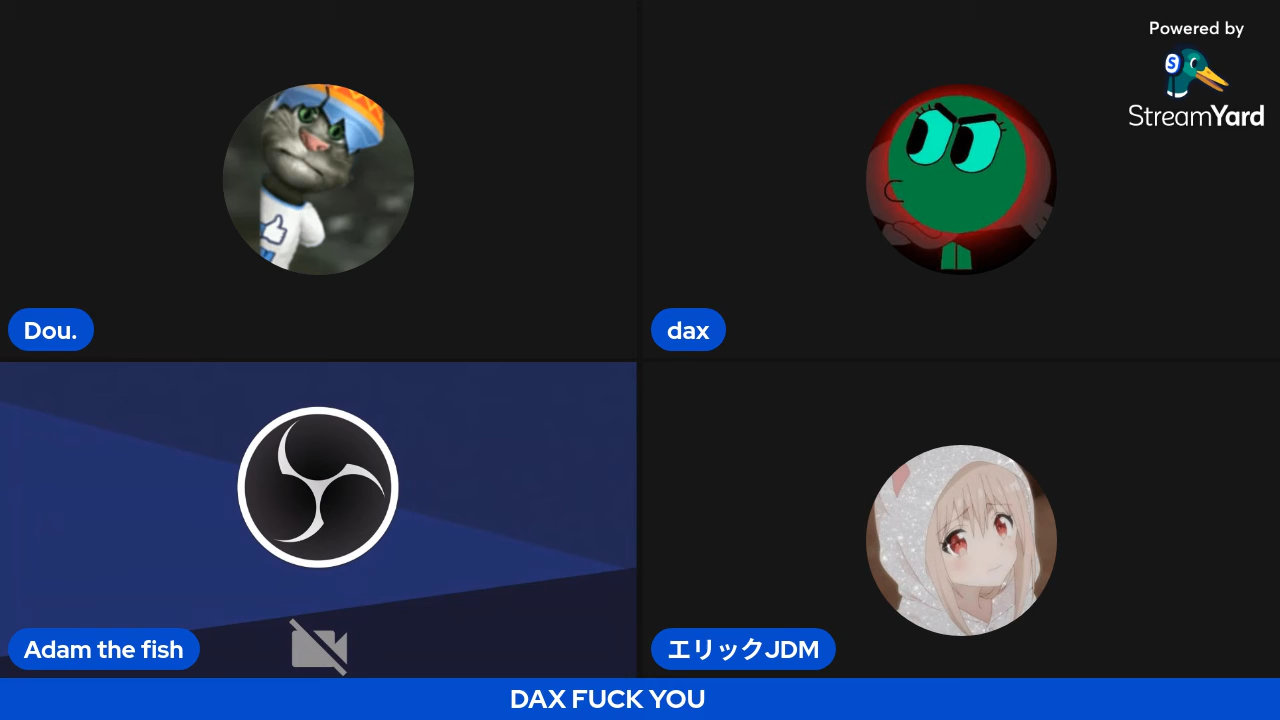 Powered by
StreamYard
Dou.
dax
Adam the fish
エリックJDM
DAX FUCK YOU